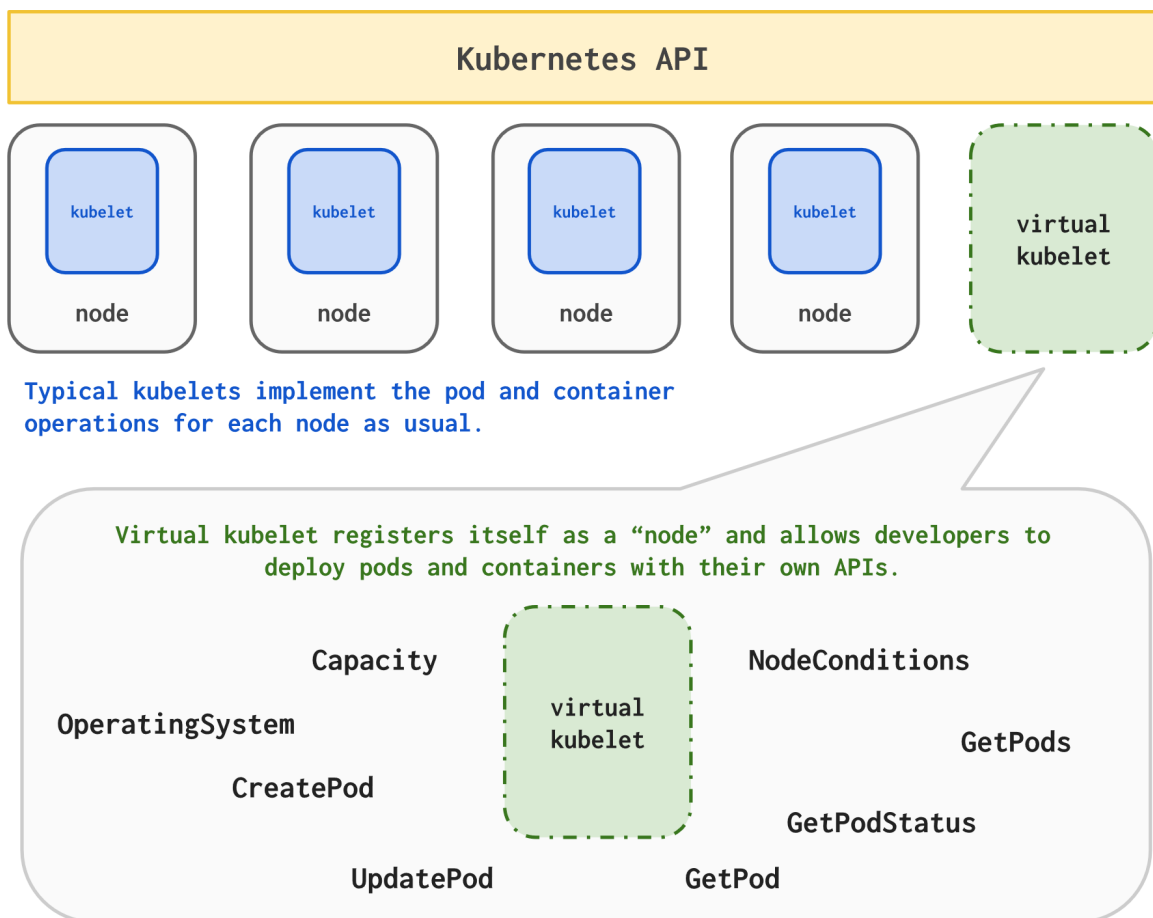 Kubernetes API
kubelet
kubelet
kubelet
kubelet
virtual
kubelet
node
node
node
node
Typical kubelets implement the pod and container
operations for each node as usual.
Virtual kubelet registers itself as a “node” and allows developers to
deploy pods and containers with their own APIs.
Capacity
NodeConditions
OperatingSystem
virtual
kubelet
GetPods
CreatePod
GetPodStatus
UpdatePod
GetPod